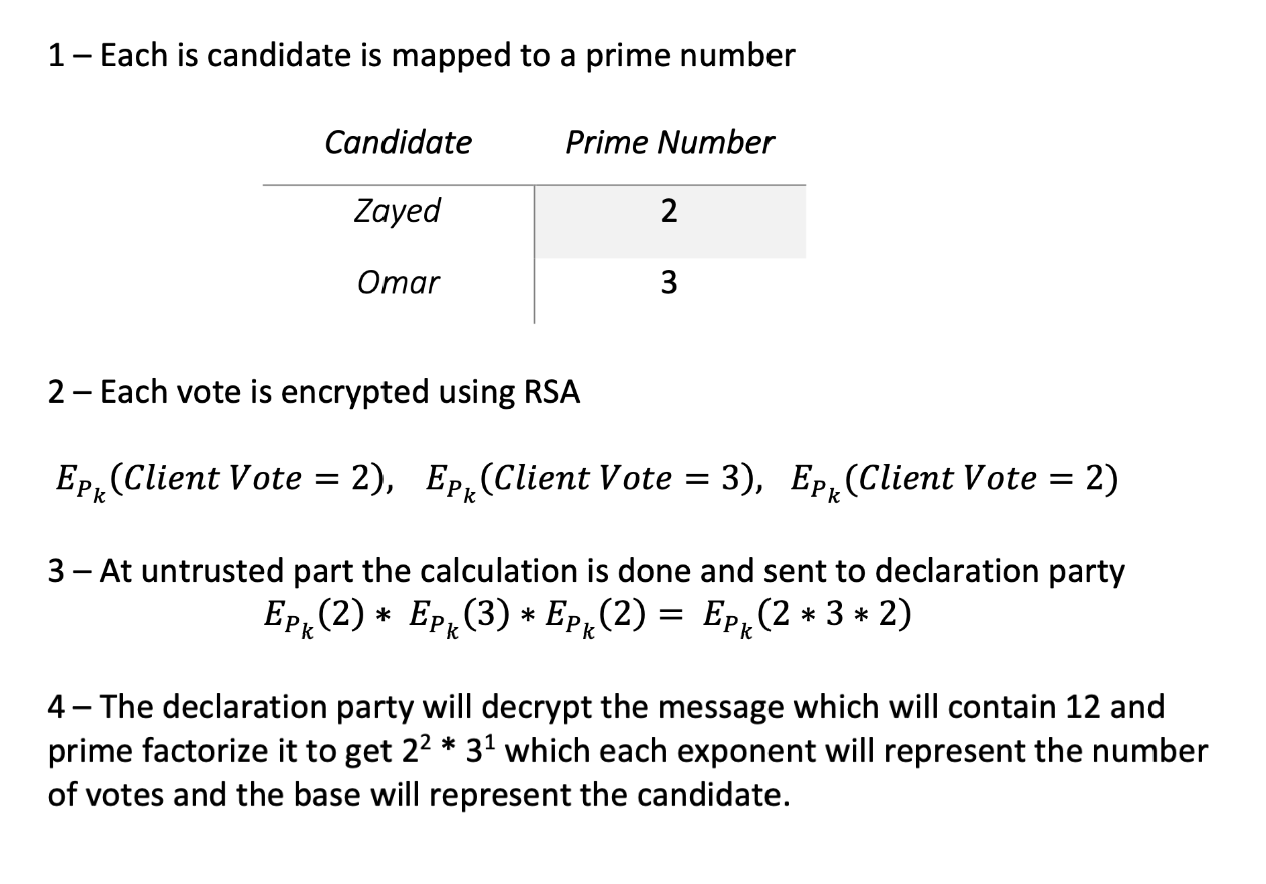 1 – Each is candidate is mapped to a prime number
Candidate Prime Number
Zayed 2
Omar 3
2 – Each vote is encrypted using RSA
E_{P_k}(Client Vote = 2), E_{P_k}(Client Vote = 3), E_{P_k}(Client Vote = 2)
3 – At untrusted part the calculation is done and sent to declaration party
E_{P_k}(2) * E_{P_k}(3) * E_{P_k}(2) = E_{P_k}(2 * 3 * 2)
4 – The declaration party will decrypt the message which will contain 12 and
prime factorize it to get 2² * 3¹ which each exponent will represent the number
of votes and the base will represent the candidate.